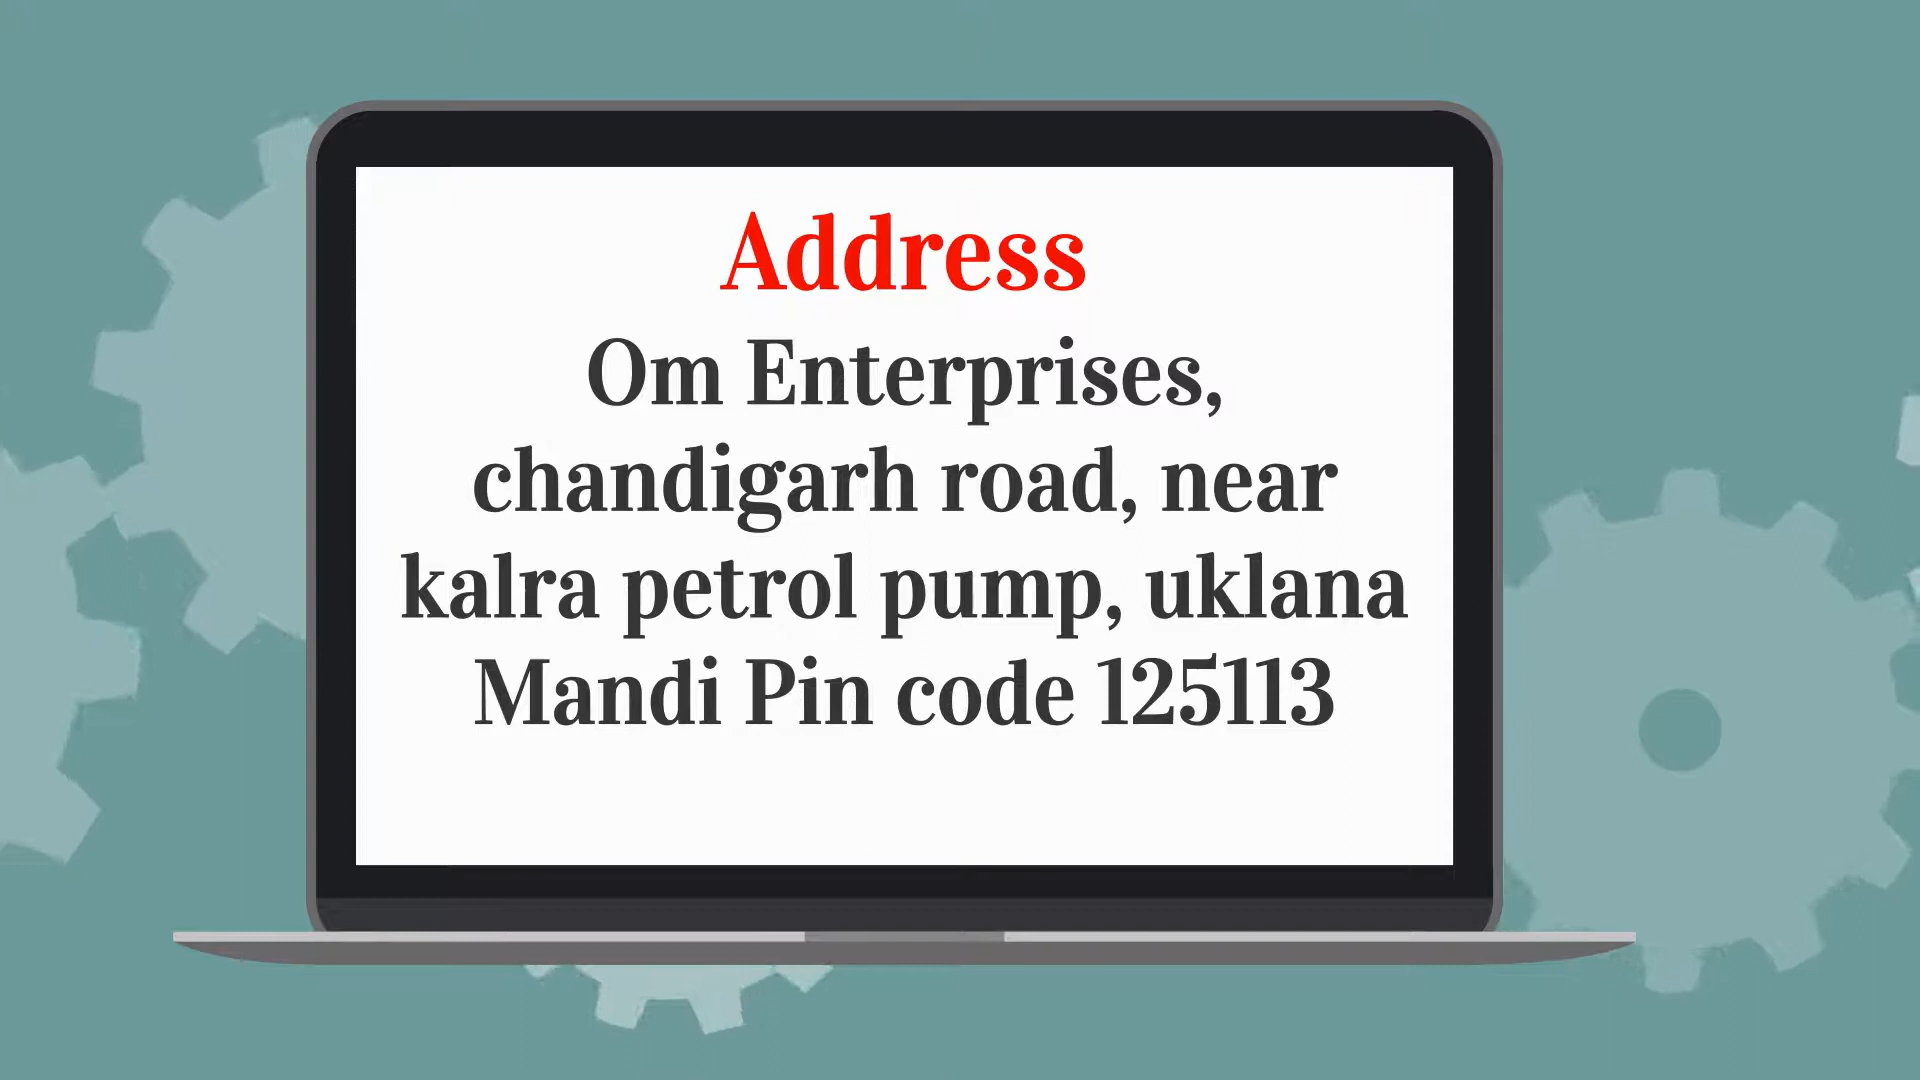 Address
Om Enterprises,
chandigarh road, near
kalra petrol pump, uklana
Mandi Pin code 125113